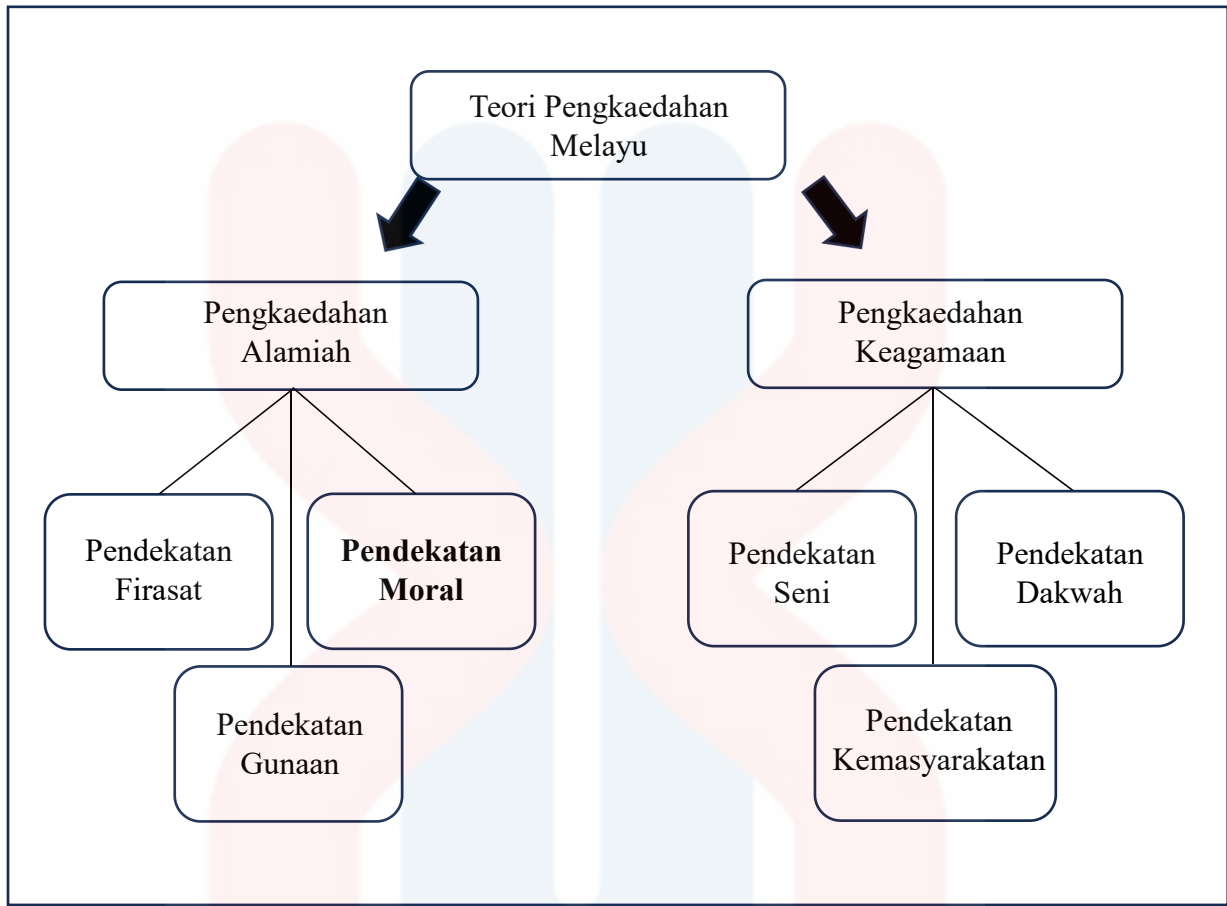 Teori Pengkaedahan
Melayu
Pengkaedahan
Alamiah
Pengkaedahan
Keagamaan
Pendekatan
Firasat
Pendekatan
Moral
Pendekatan
Gunaan
Pendekatan
Seni
Pendekatan
Dakwah
Pendekatan
Kemasyarakatan